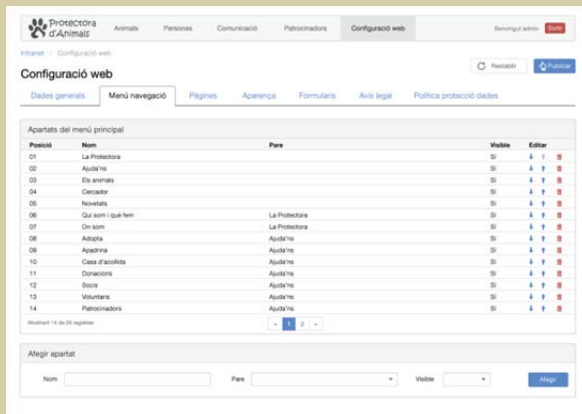 Protectora d'Animals
Animals Persones Comunicació Patrocinadors Configuració web Benvingut admin Sortir
Intranet / Configuració web
Configuració web
Restablir Publicar
Dades generals Menú navegació Pàgines Aparença Formularis Avís legal Política protecció dades
Apartats del menú principal
Posició Nom Pare Visible Editar
01 La Protectora Sí
02 Ajuda'ns Sí
03 Els animals Sí
04 Cercador Sí
05 Novetats Sí
06 Qui som i què fem La Protectora Sí
07 On som La Protectora Sí
08 Adopta Ajuda'ns Sí
09 Apadrina Ajuda'ns Sí
10 Casa d'acollida Ajuda'ns Sí
11 Donacions Ajuda'ns Sí
12 Socis Ajuda'ns Sí
13 Voluntaris Ajuda'ns Sí
14 Patrocinadors Ajuda'ns Sí
Mostrant 14 de 20 registres « 1 2 »
Afegir apartat
Nom Pare Visible Afegir